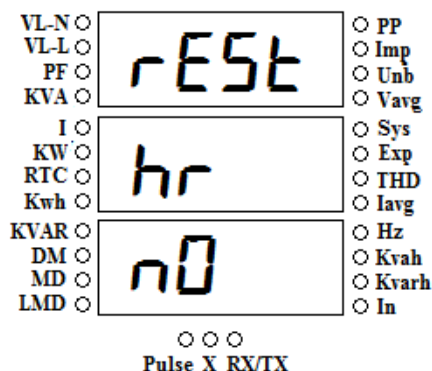 VL-N
PP
VL-L
Imp
PF
Unb
KVA
Vavg
rESt
I
Sys
KW
Exp
RTC
THD
Kwh
Iavg
hr
KVAR
Hz
DM
Kvah
MD
Kvarh
LMD
In
n0
Pulse X RX/TX